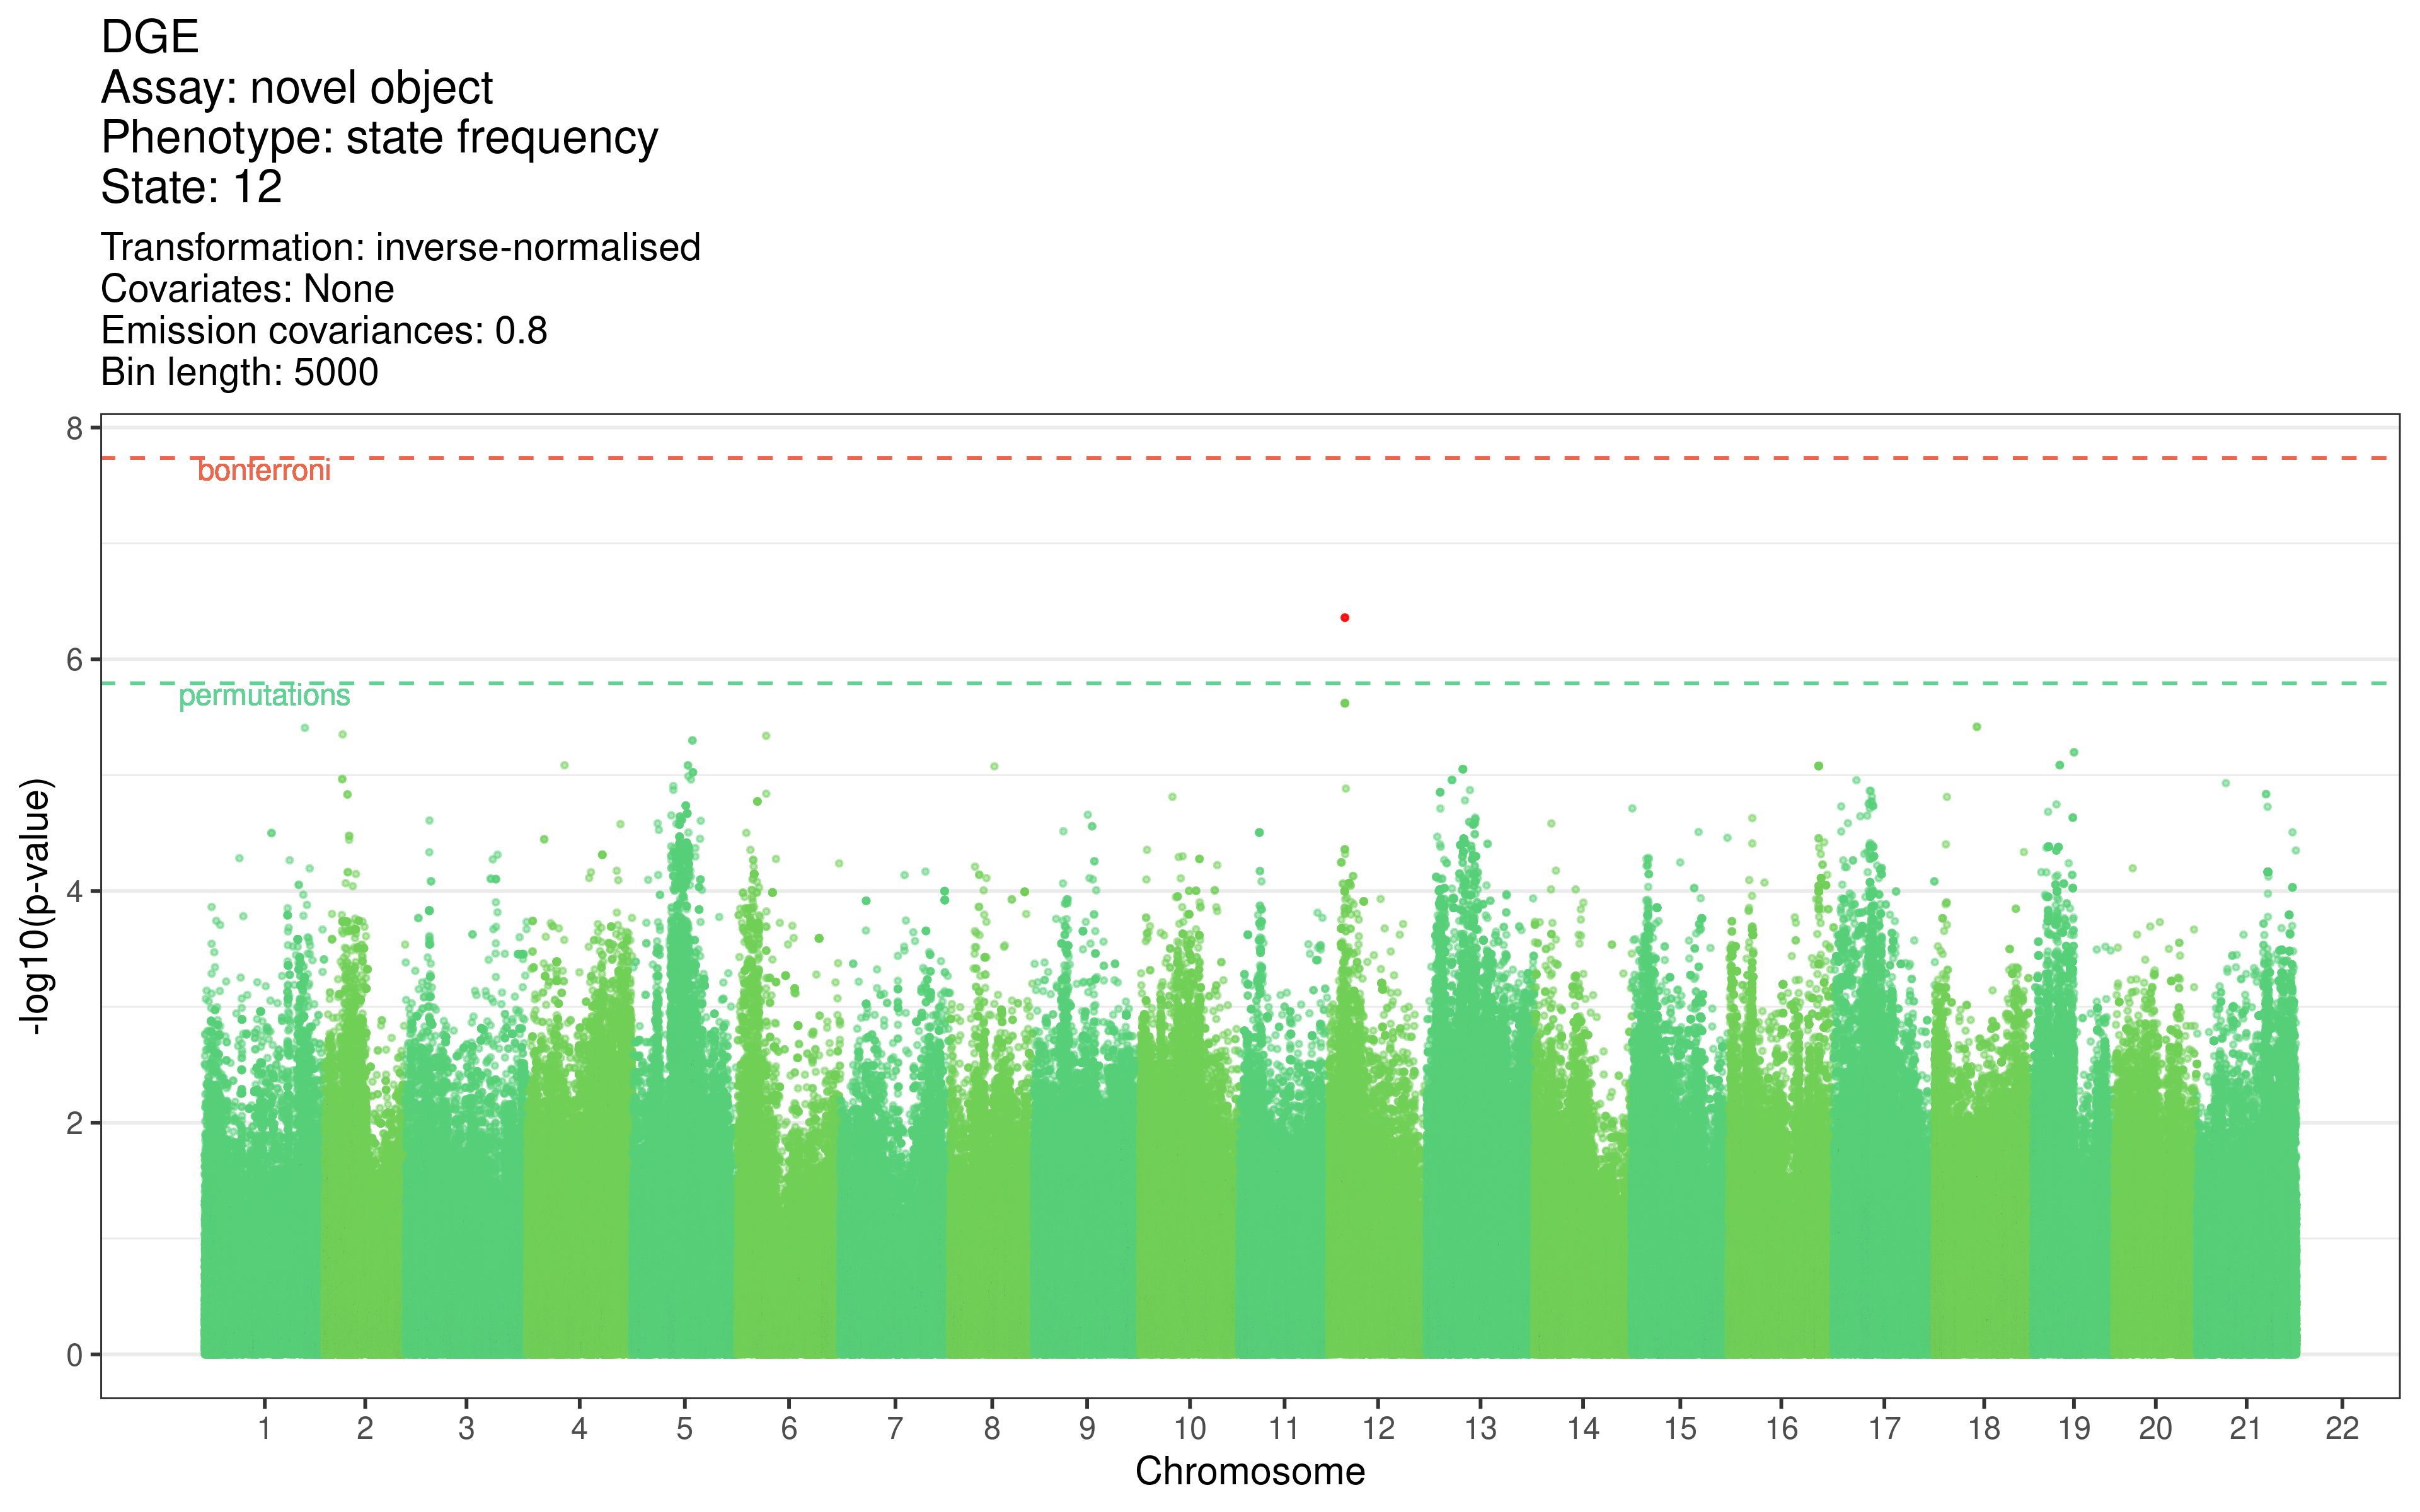 DGE
Assay: novel object
Phenotype: state frequency
State: 12
Transformation: inverse-normalised
Covariates: None
Emission covariances: 0.8
Bin length: 5000
8
bonferroni
6
permutations
4
2
0
-log10(p-value)
1 2 3 4 5 6 7 8 9 10 11 12 13 14 15 16 17 18 19 20 21 22
Chromosome